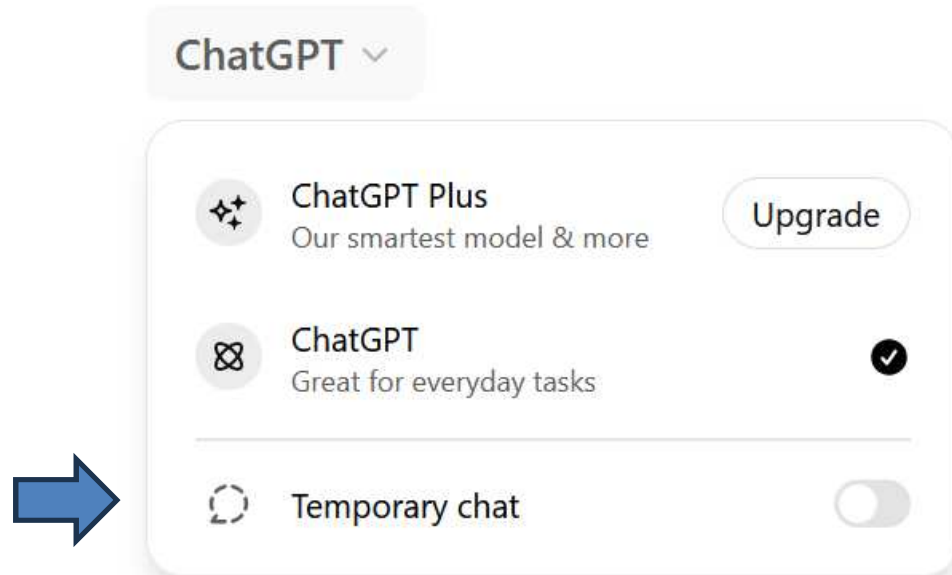 ChatGPT
ChatGPT Plus
Our smartest model & more
Upgrade
ChatGPT
Great for everyday tasks
Temporary chat